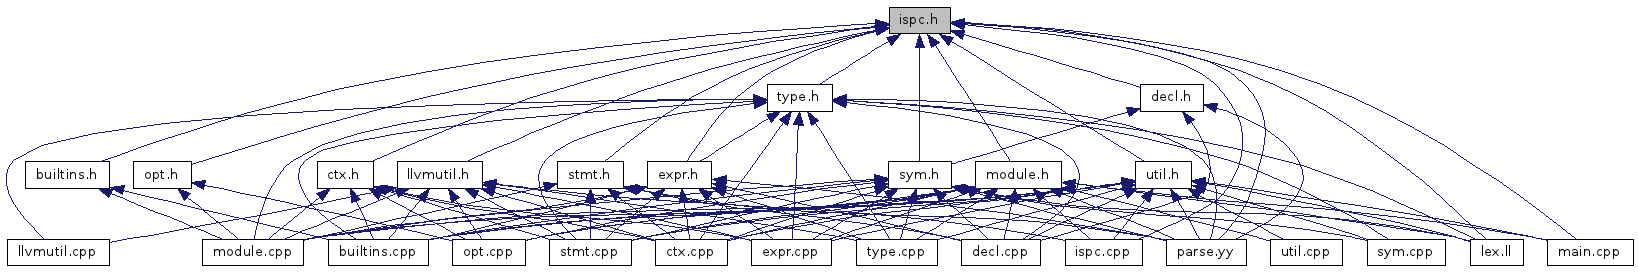 ispc.h
type.h
decl.h
builtins.h
opt.h
ctx.h
llvmutil.h
stmt.h
expr.h
sym.h
module.h
util.h
llvmutil.cpp
module.cpp
builtins.cpp
opt.cpp
stmt.cpp
ctx.cpp
expr.cpp
type.cpp
decl.cpp
ispc.cpp
parse.yy
util.cpp
sym.cpp
lex.ll
main.cpp